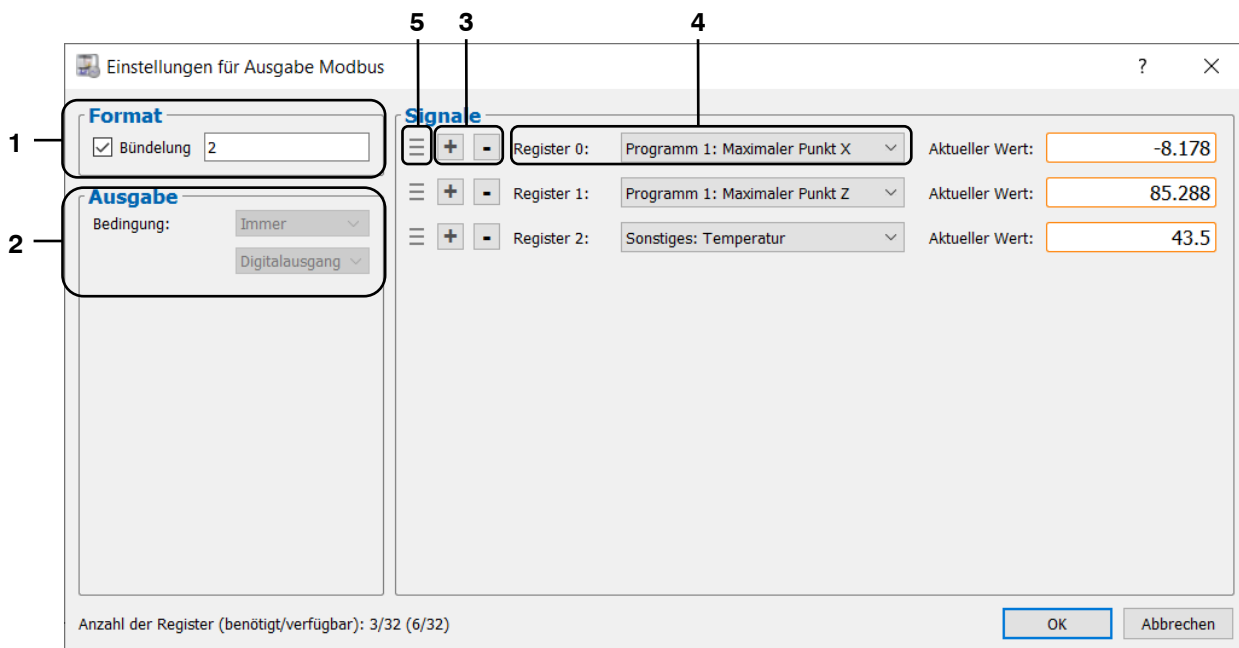 5 3 4
Einstellungen für Ausgabe Modbus ?
Format
1
Bündelung 2
Ausgabe
2
Bedingung: Immer
Digitalausgang
Signale
+ - Register 0: Programm 1: Maximaler Punkt X Aktueller Wert: -8.178
+ - Register 1: Programm 1: Maximaler Punkt Z Aktueller Wert: 85.288
+ - Register 2: Sonstiges: Temperatur Aktueller Wert: 43.5
Anzahl der Register (benötigt/verfügbar): 3/32 (6/32)
OK Abbrechen